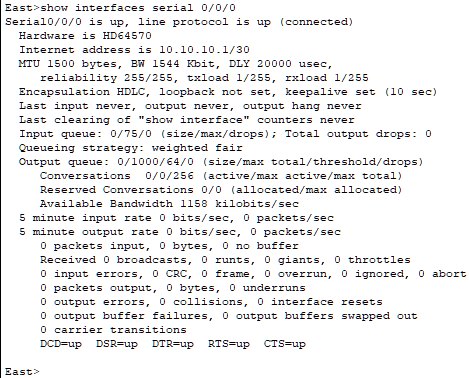 East>show interfaces serial 0/0/0
Serial0/0/0 is up, line protocol is up (connected)
Hardware is HD64570
Internet address is 10.10.10.1/30
MTU 1500 bytes, BW 1544 Kbit, DLY 20000 usec,
reliability 255/255, txload 1/255, rxload 1/255
Encapsulation HDLC, loopback not set, keepalive set (10 sec)
Last input never, output never, output hang never
Last clearing of "show interface" counters never
Input queue: 0/75/0 (size/max/drops); Total output drops: 0
Queueing strategy: weighted fair
Output queue: 0/1000/64/0 (size/max total/threshold/drops)
Conversations 0/0/256 (active/max active/max total)
Reserved Conversations 0/0 (allocated/max allocated)
Available Bandwidth 1158 kilobits/sec
5 minute input rate 0 bits/sec, 0 packets/sec
5 minute output rate 0 bits/sec, 0 packets/sec
0 packets input, 0 bytes, 0 no buffer
Received 0 broadcasts, 0 runts, 0 giants, 0 throttles
0 input errors, 0 CRC, 0 frame, 0 overrun, 0 ignored, 0 abort
0 packets output, 0 bytes, 0 underruns
0 output errors, 0 collisions, 0 interface resets
0 output buffer failures, 0 output buffers swapped out
0 carrier transitions
DCD=up DSR=up DTR=up RTS=up CTS=up
East>